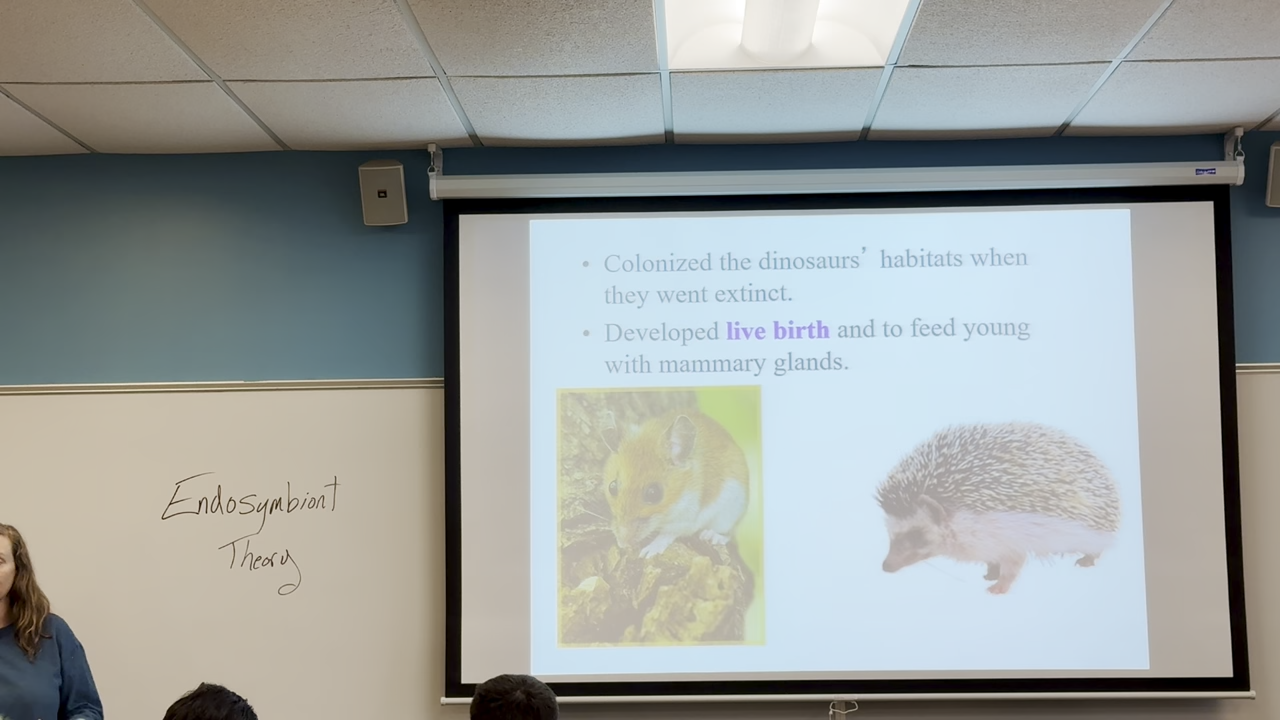 • Colonized the dinosaurs’ habitats when
they went extinct.
• Developed live birth and to feed young
with mammary glands.
Endosymbiont
Theory